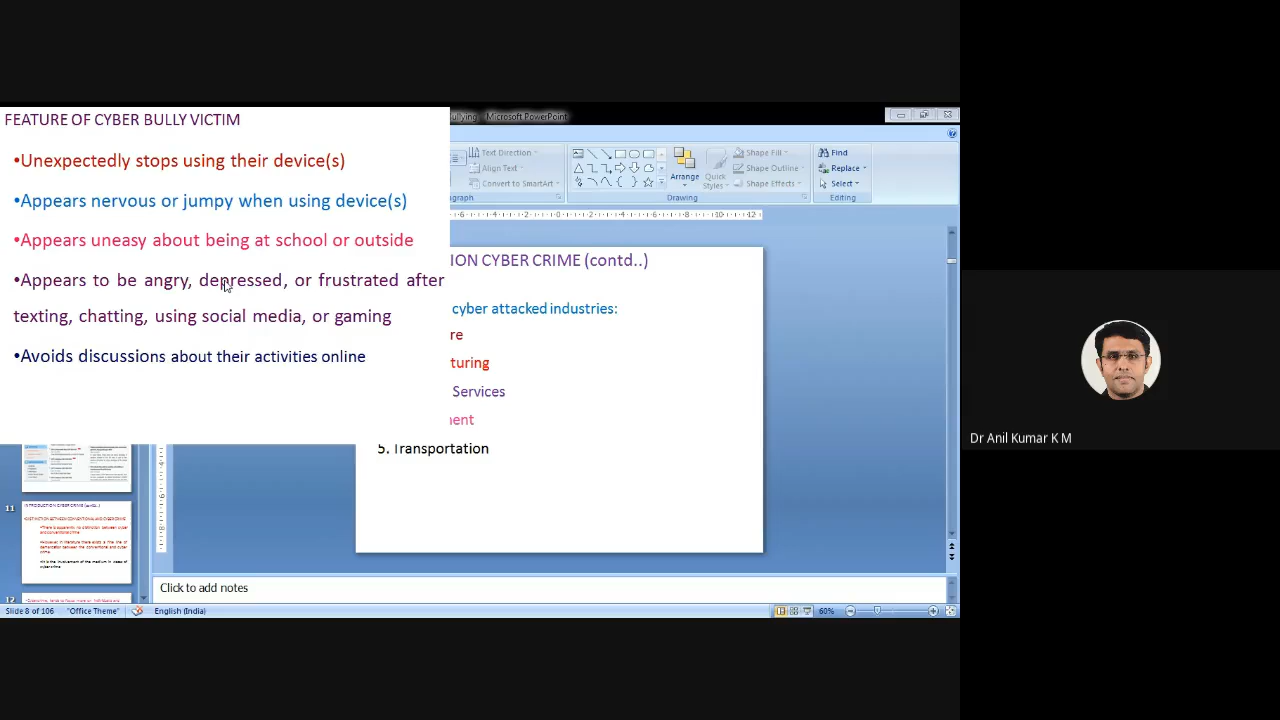 FEATURE OF CYBER BULLY VICTIM
•Unexpectedly stops using their device(s)
•Appears nervous or jumpy when using device(s)
•Appears uneasy about being at school or outside
•Appears to be angry, depressed, or frustrated after
texting, chatting, using social media, or gaming
•Avoids discussions about their activities online
Microsoft PowerPoint
Text Direction
Align Text
Convert to SmartArt
Arrange
Quick
Styles
Shape Fill
Shape Outline
Shape Effects
Find
Replace
Select
Drawing
Editing
ION CYBER CRIME (contd..)
cyber attacked industries:
re
turing
Services
ent
5. Transportation
11
12
Click to add notes
Slide 8 of 106
"Office Theme"
English (India)
60%
Dr Anil Kumar K M